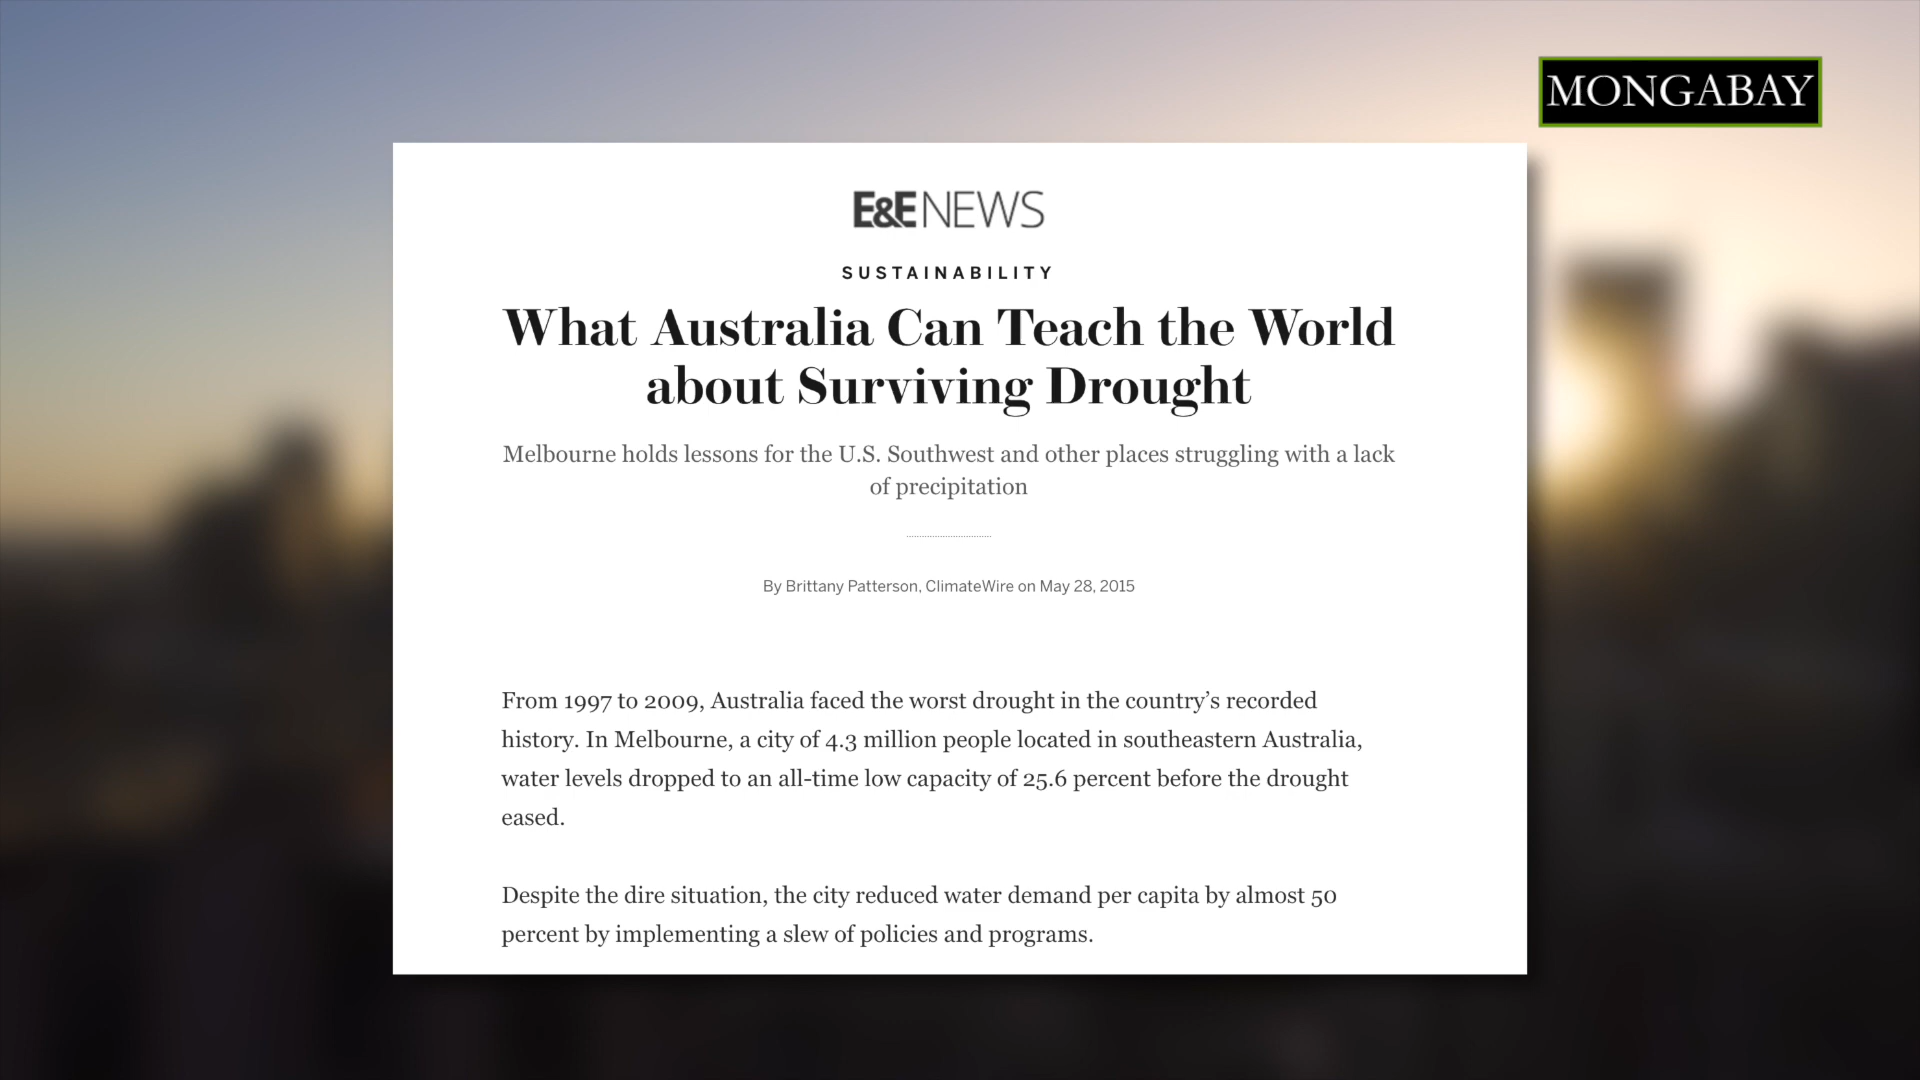 MONGABAY
E&E NEWS
SUSTAINABILITY
What Australia Can Teach the World
about Surviving Drought
Melbourne holds lessons for the U.S. Southwest and other places struggling with a lack
of precipitation
By Brittany Patterson, ClimateWire on May 28, 2015
From 1997 to 2009, Australia faced the worst drought in the country’s recorded
history. In Melbourne, a city of 4.3 million people located in southeastern Australia,
water levels dropped to an all-time low capacity of 25.6 percent before the drought
eased.
Despite the dire situation, the city reduced water demand per capita by almost 50
percent by implementing a slew of policies and programs.